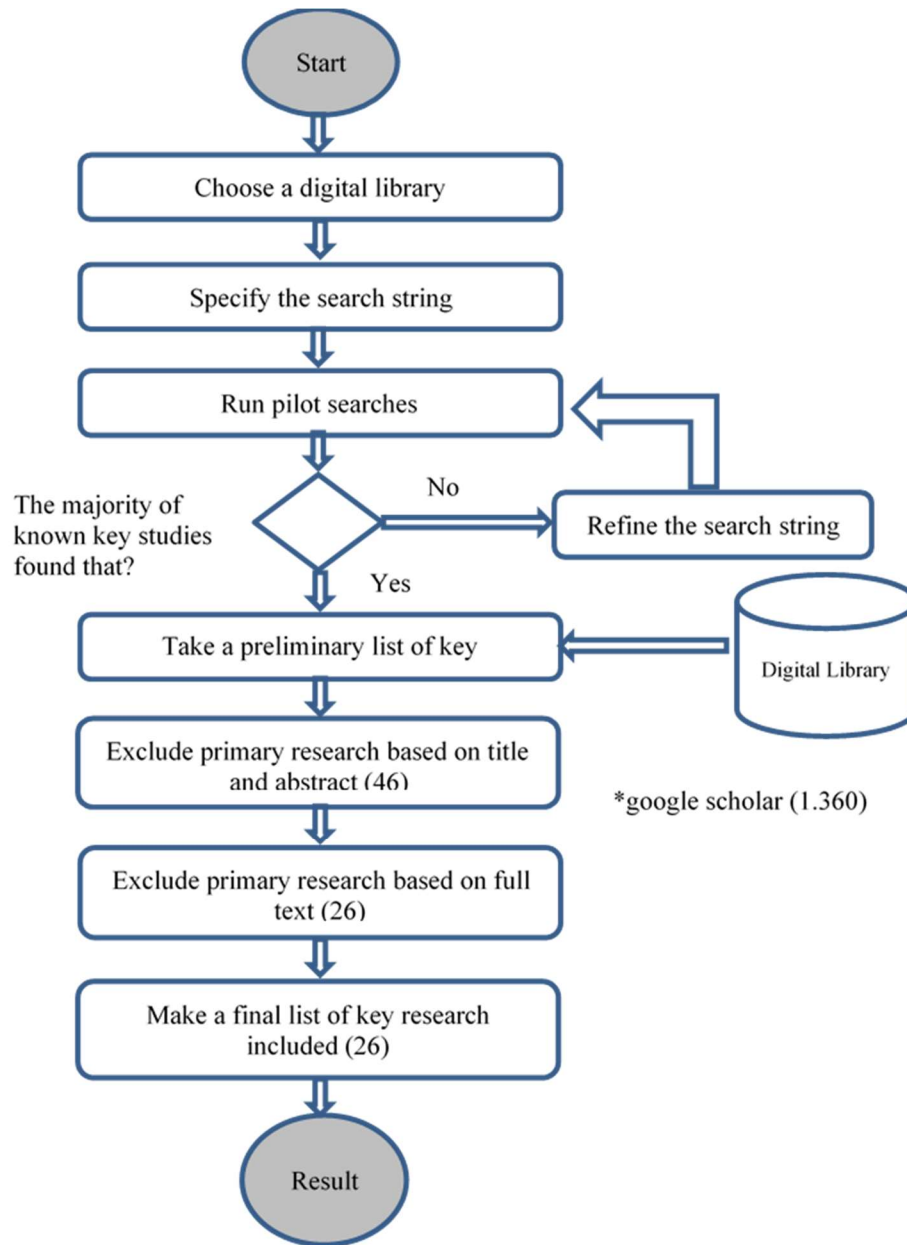 Start
Choose a digital library
Specify the search string
Run pilot searches
The majority of
known key studies
found that?
No
Refine the search string
Yes
Take a preliminary list of key
Digital Library
Exclude primary research based on title
and abstract (46)
*google scholar (1.360)
Exclude primary research based on full
text (26)
Make a final list of key research
included (26)
Result